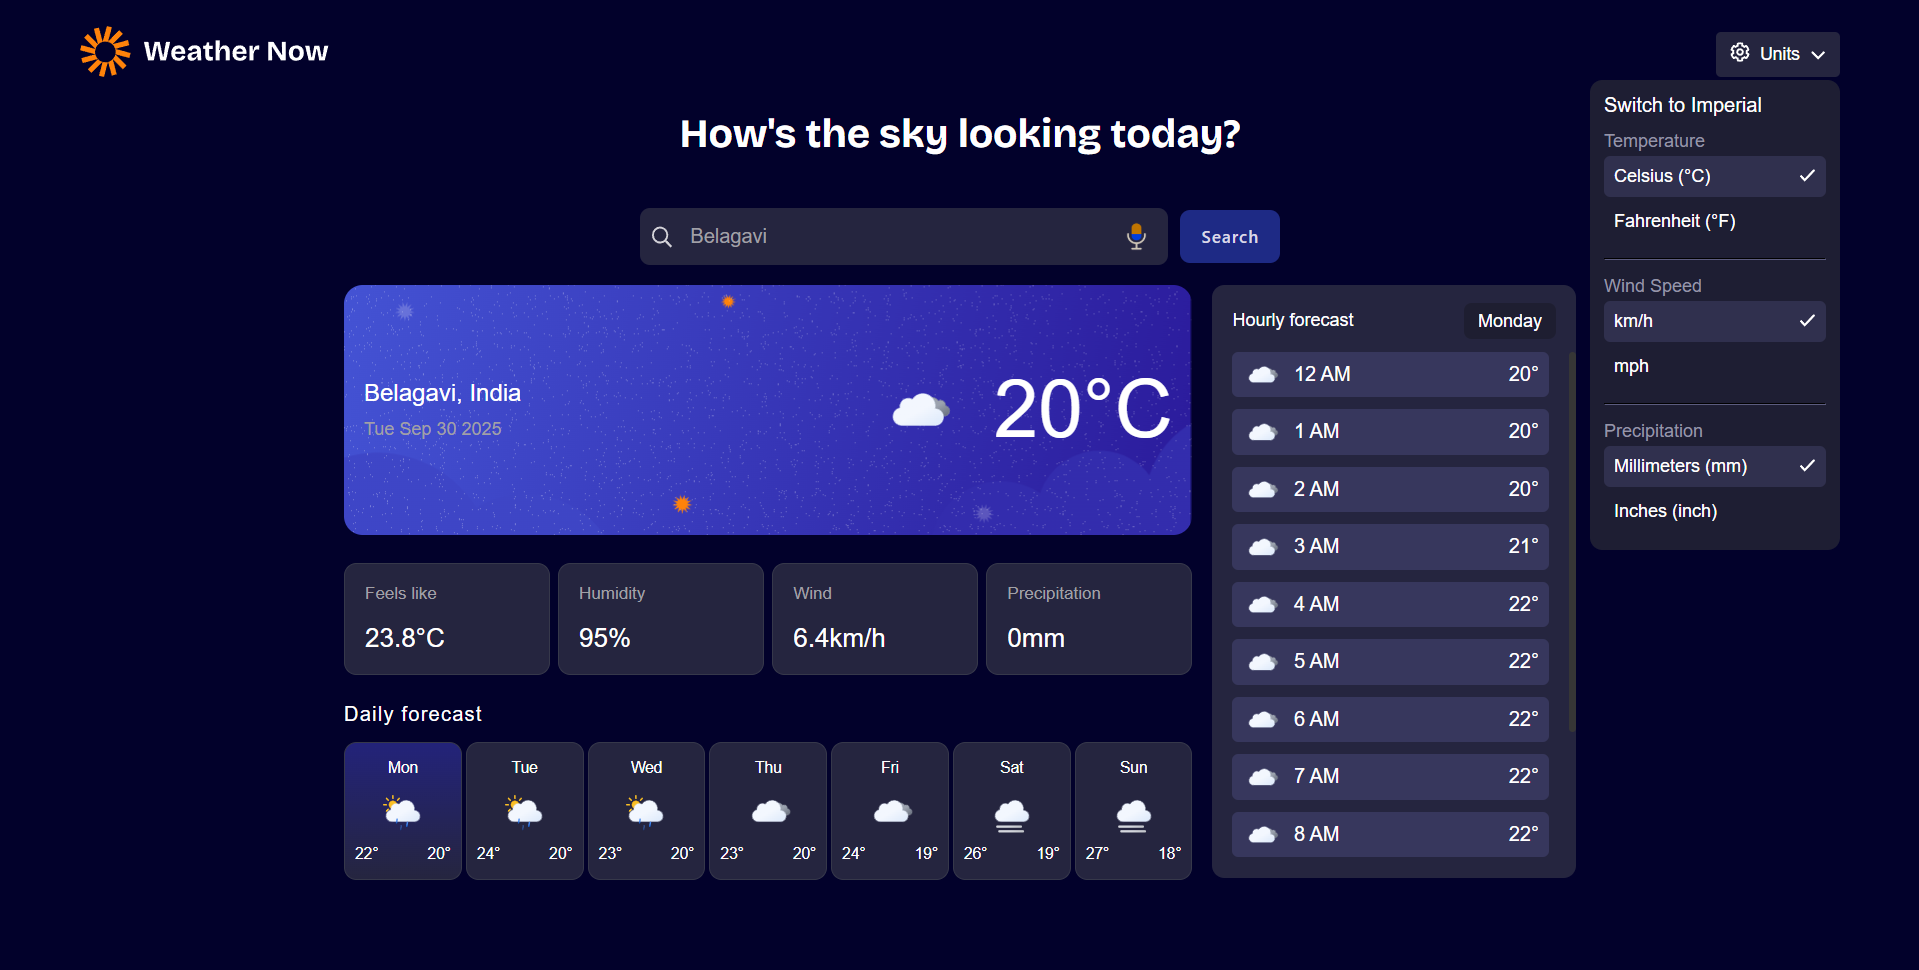 Weather Now
Units
How's the sky looking today?
Belagavi
Search
Switch to Imperial
Temperature
Celsius (°C)
Fahrenheit (°F)
Wind Speed
km/h
mph
Precipitation
Millimeters (mm)
Inches (inch)
Belagavi, India
Tue Sep 30 2025
20°C
Feels like
23.8°C
Humidity
95%
Wind
6.4km/h
Precipitation
0mm
Daily forecast
Mon
22° 20°
Tue
24° 20°
Wed
23° 20°
Thu
23° 20°
Fri
24° 19°
Sat
26° 19°
Sun
27° 18°
Hourly forecast
Monday
12 AM 20°
1 AM 20°
2 AM 20°
3 AM 21°
4 AM 22°
5 AM 22°
6 AM 22°
7 AM 22°
8 AM 22°